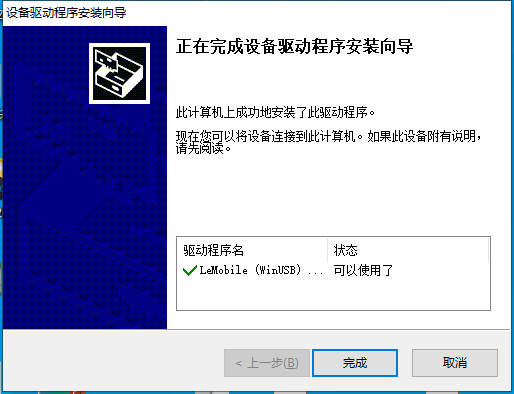 设备驱动程序安装向导
正在完成设备驱动程序安装向导
此计算机上成功地安装了此驱动程序。
现在您可以将设备连接到此计算机。如果此设备附有说明，
请先阅读。
驱动程序名 状态
LeMobile (WinUSB) ... 可以使用了
< 上一步(B) 完成 取消